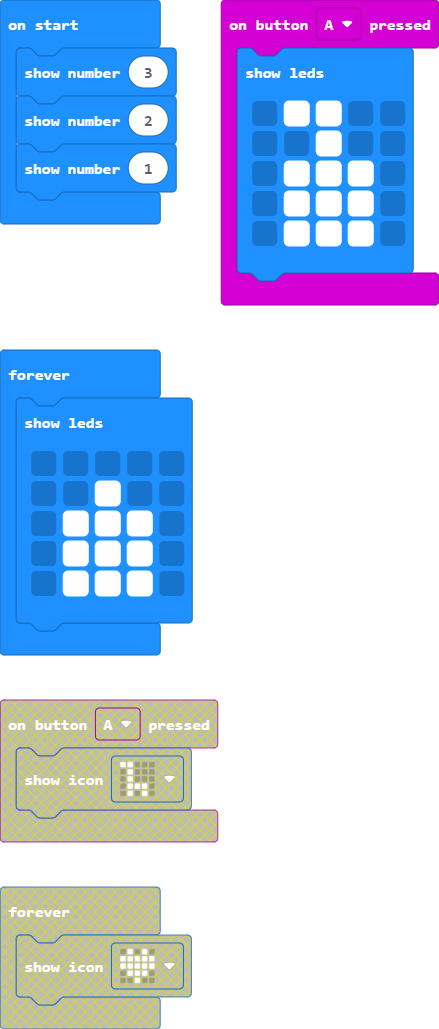 on start
show number 3
show number 2
show number 1
on button A pressed
show leds
forever
show leds
on button A pressed
show icon
forever
show icon